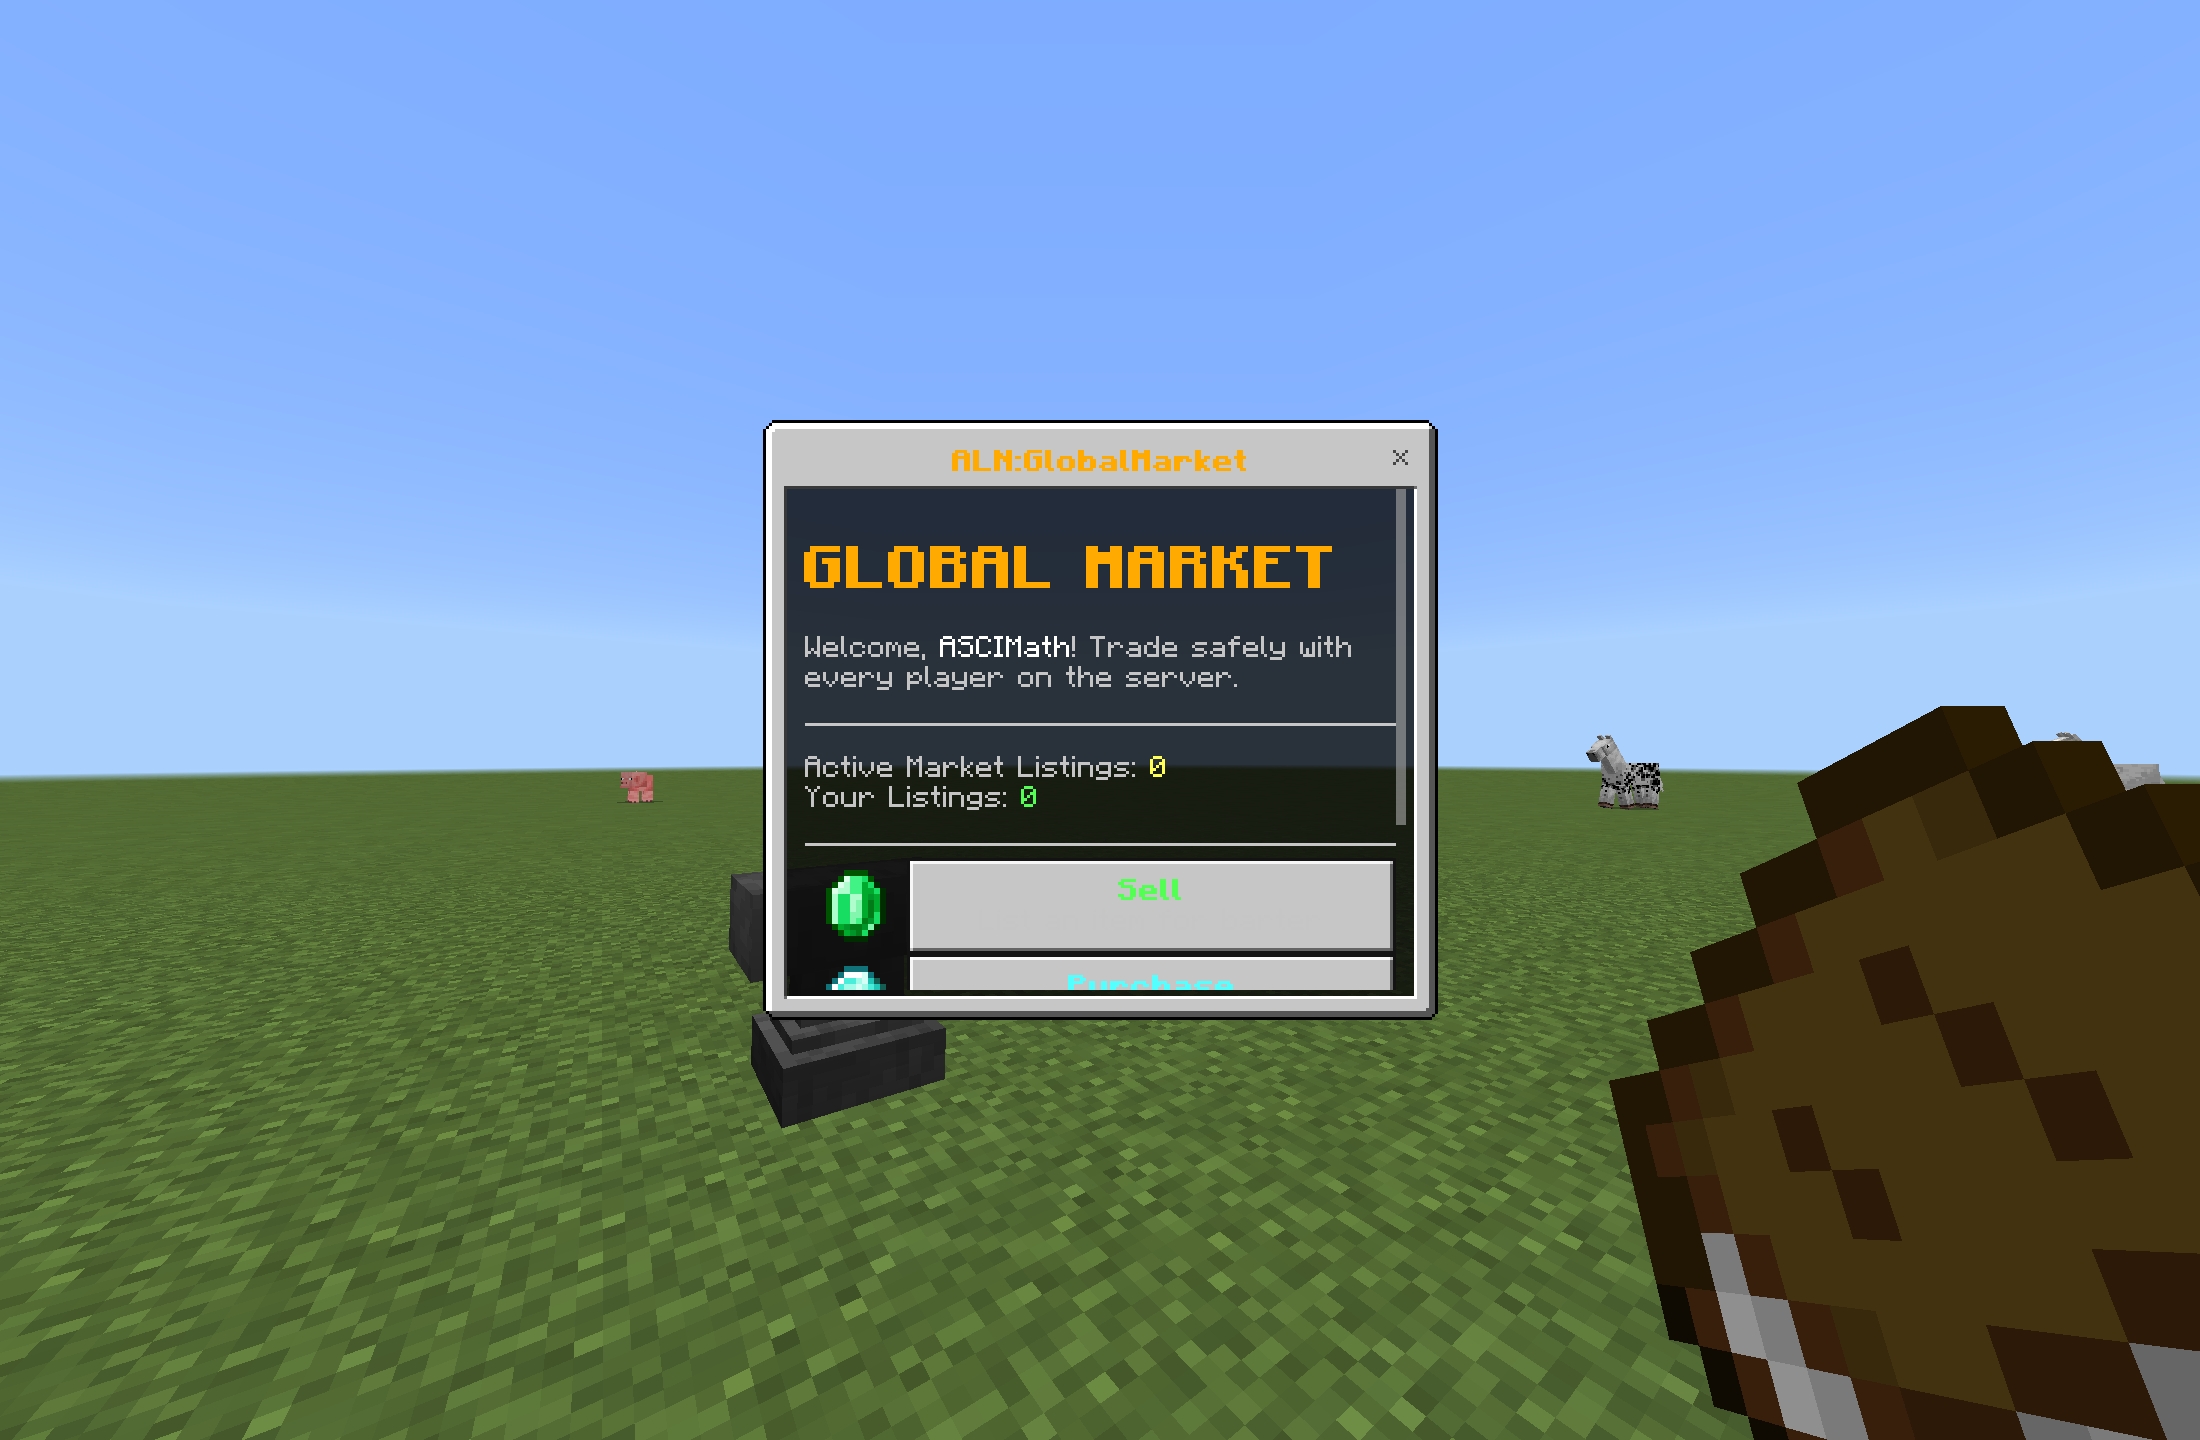 ALN:GlobalMarket
GLOBAL MARKET
Welcome, ASCIMath! Trade safely with
every player on the server.
Active Market Listings: 0
Your Listings: 0
Sell
Purchase